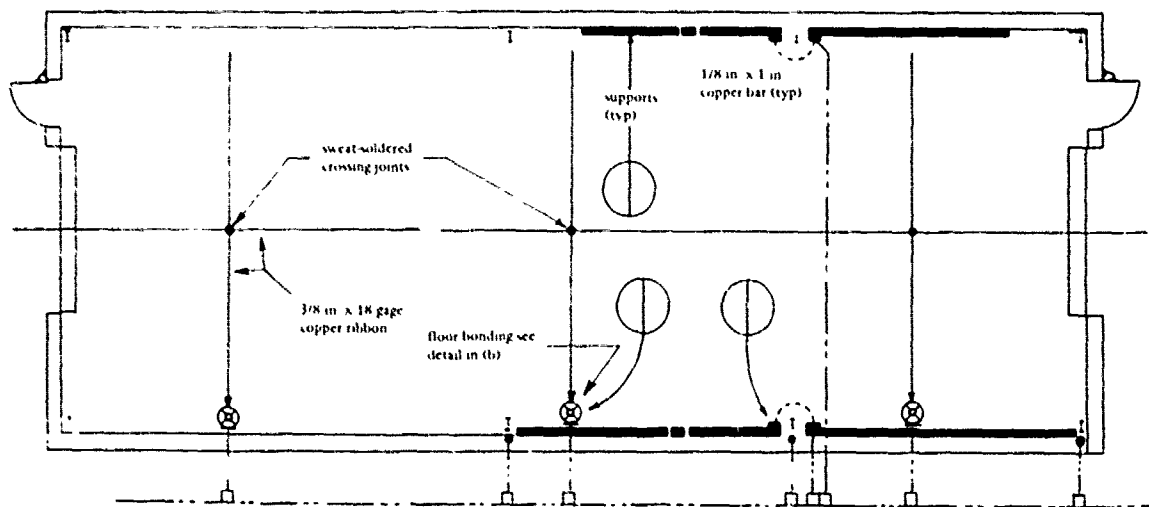 1/8 in x 1 in
copper bar (typ)
supports
(typ)
sweat-soldered
crossing joints
3/8 in x 18 gage
copper ribbon
floor bonding see
detail in (b)